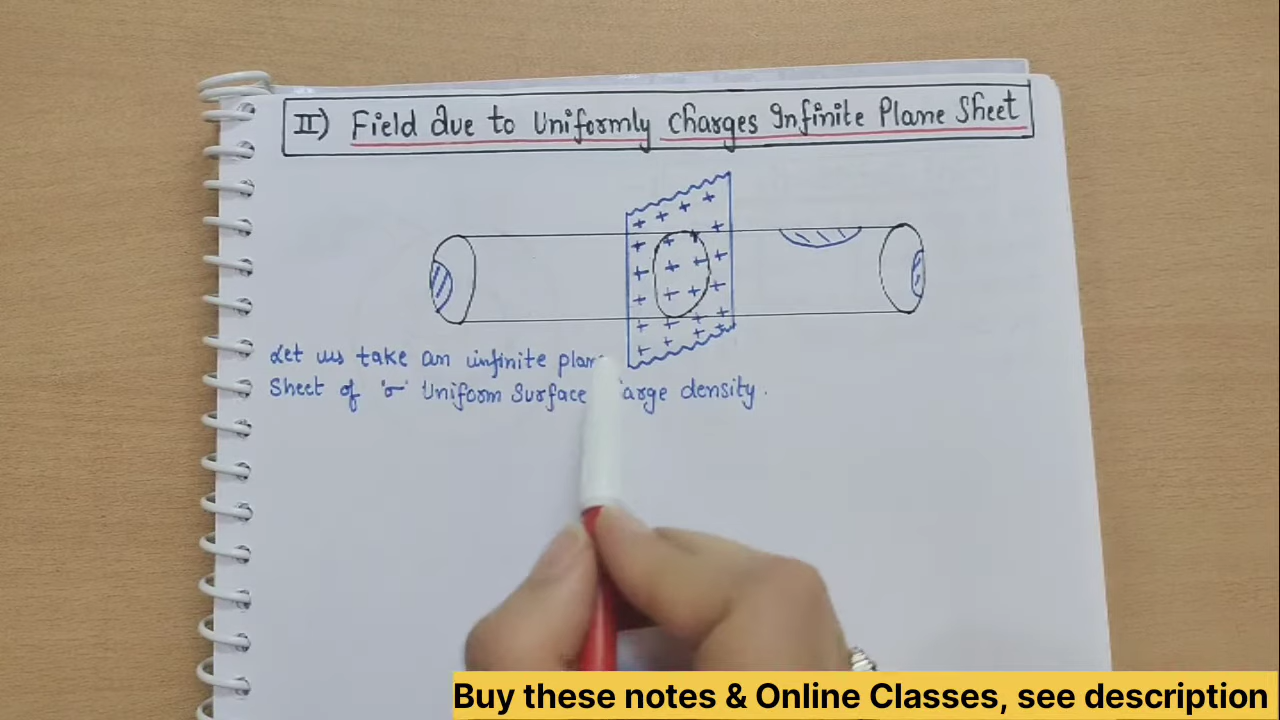 II) Field due to Uniformly charges Infinite Plane Sheet
Let us take an infinite plane
Sheet of 'σ' Uniform Surface charge density.
Buy these notes & Online Classes, see description